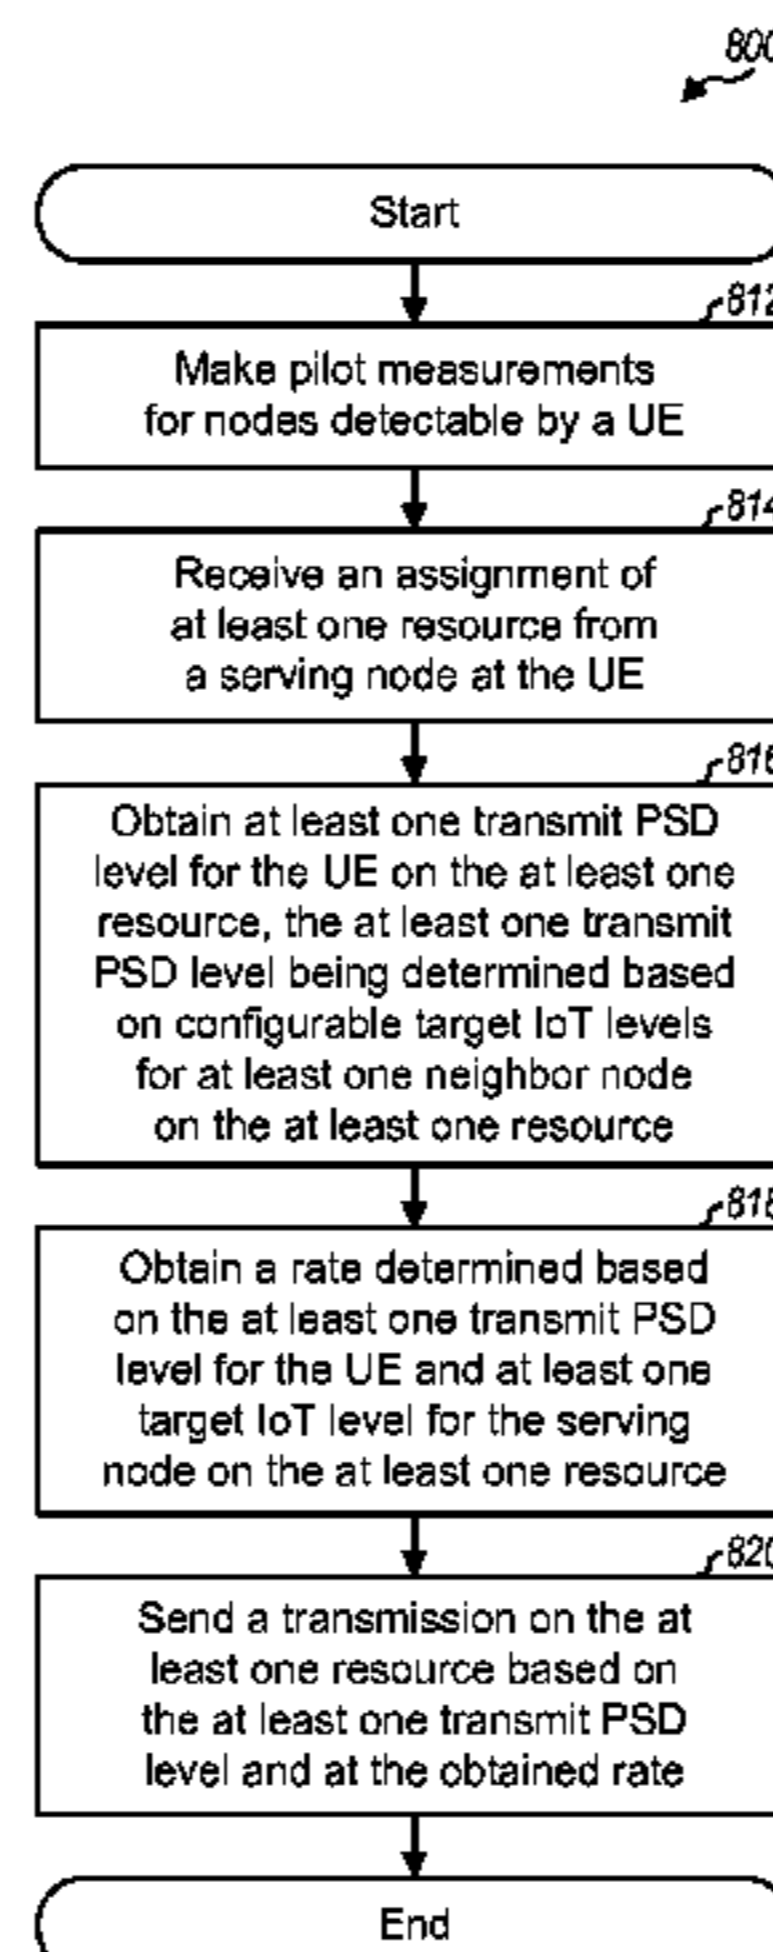 800
Start
812
Make pilot measurements
for nodes detectable by a UE
814
Receive an assignment of
at least one resource from
a serving node at the UE
816
Obtain at least one transmit PSD
level for the UE on the at least one
resource, the at least one transmit
PSD level being determined based
on configurable target IoT levels
for at least one neighbor node
on the at least one resource
818
Obtain a rate determined based
on the at least one transmit PSD
level for the UE and at least one
target IoT level for the serving
node on the at least one resource
820
Send a transmission on the at
least one resource based on
the at least one transmit PSD
level and at the obtained rate
End